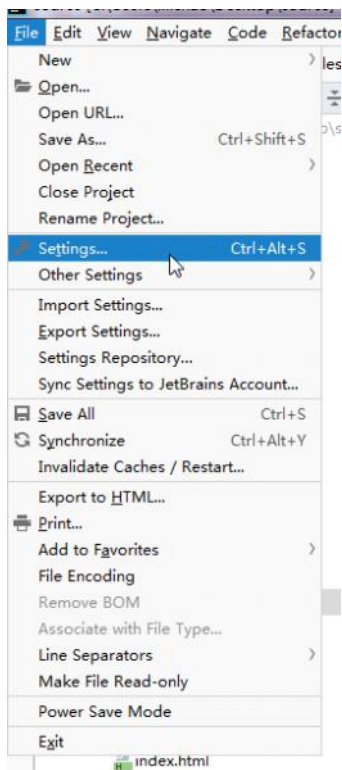 File Edit View Navigate Code Refactor
New
les
Open...
Open URL...
Save As... Ctrl+Shift+S
Open Recent
Close Project
Rename Project...
Settings... Ctrl+Alt+S
Other Settings
Import Settings...
Export Settings...
Settings Repository...
Sync Settings to JetBrains Account...
Save All Ctrl+S
Synchronize Ctrl+Alt+Y
Invalidate Caches / Restart...
Export to HTML...
Print...
Add to Favorites
File Encoding
Remove BOM
Associate with File Type...
Line Separators
Make File Read-only
Power Save Mode
Exit
index.html